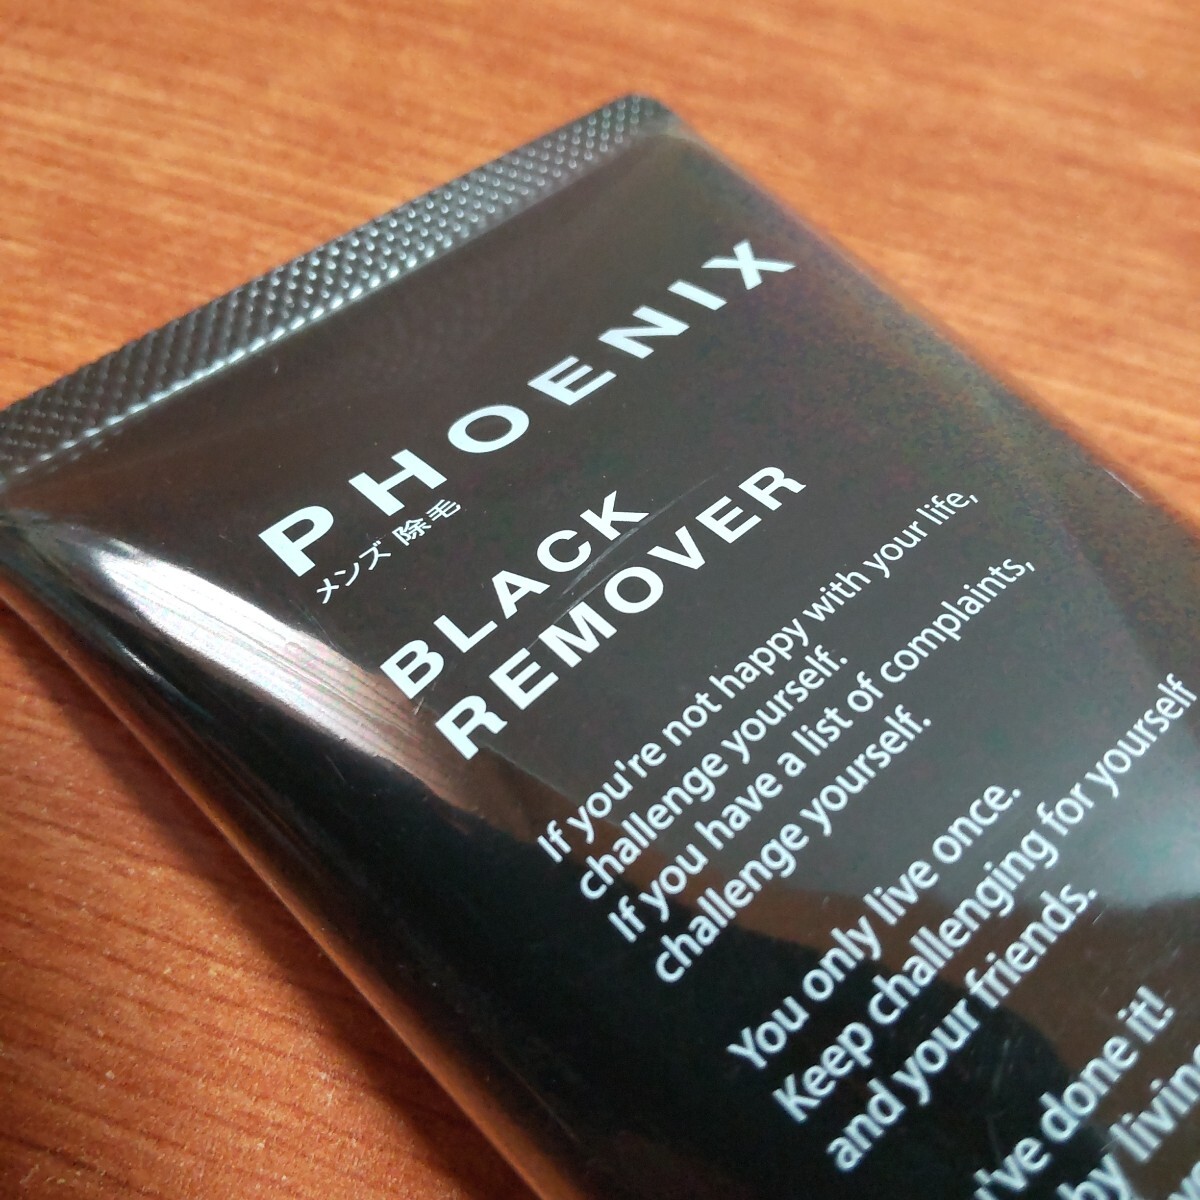 PHOENIX
メンズ 除毛
BLACK
REMOVER
If you're not happy with your life,
challenge yourself.
If you have a list of complaints,
challenge yourself.
You only live once.
Keep challenging for yourself
and your friends.
've done it!
by living